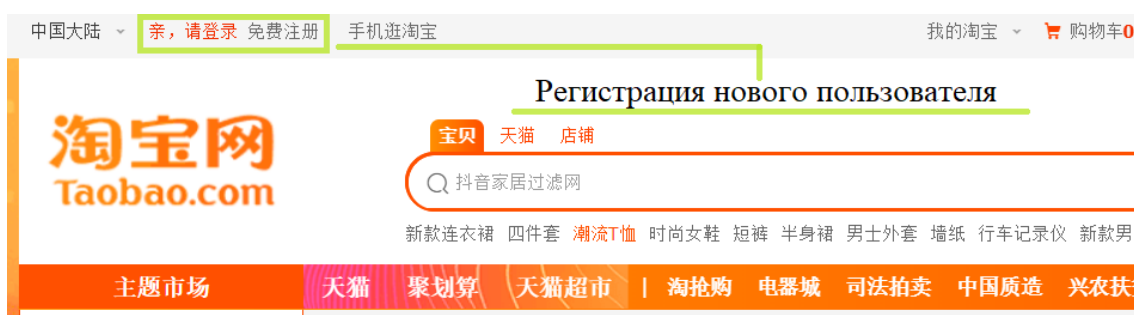 中国大陆 亲，请登录 免费注册 手机逛淘宝 我的淘宝 购物车0
Регистрация нового пользователя
淘宝网
Taobao.com
宝贝 天猫 店铺
抖音家居过滤网
新款连衣裙 四件套 潮流T恤 时尚女鞋 短裤 半身裙 男士外套 墙纸 行车记录仪 新款男
主题市场 天猫 聚划算 天猫超市 | 淘抢购 电器城 司法拍卖 中国质造 兴农扶